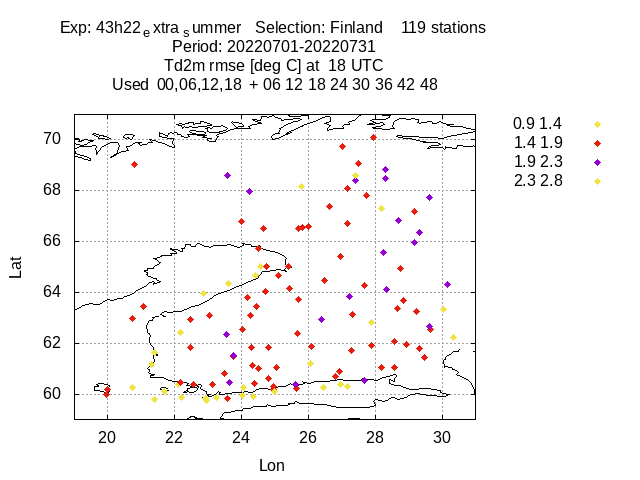 Exp: 43h22extrasummer Selection: Finland 119 stations
Period: 20220701-20220731
Td2m rmse [deg C] at 18 UTC
Used 00,06,12,18 + 06 12 18 24 30 36 42 48
0.9 1.4
1.4 1.9
1.9 2.3
2.3 2.8
70
68
66
64
62
60
Lat
20 22 24 26 28 30
Lon